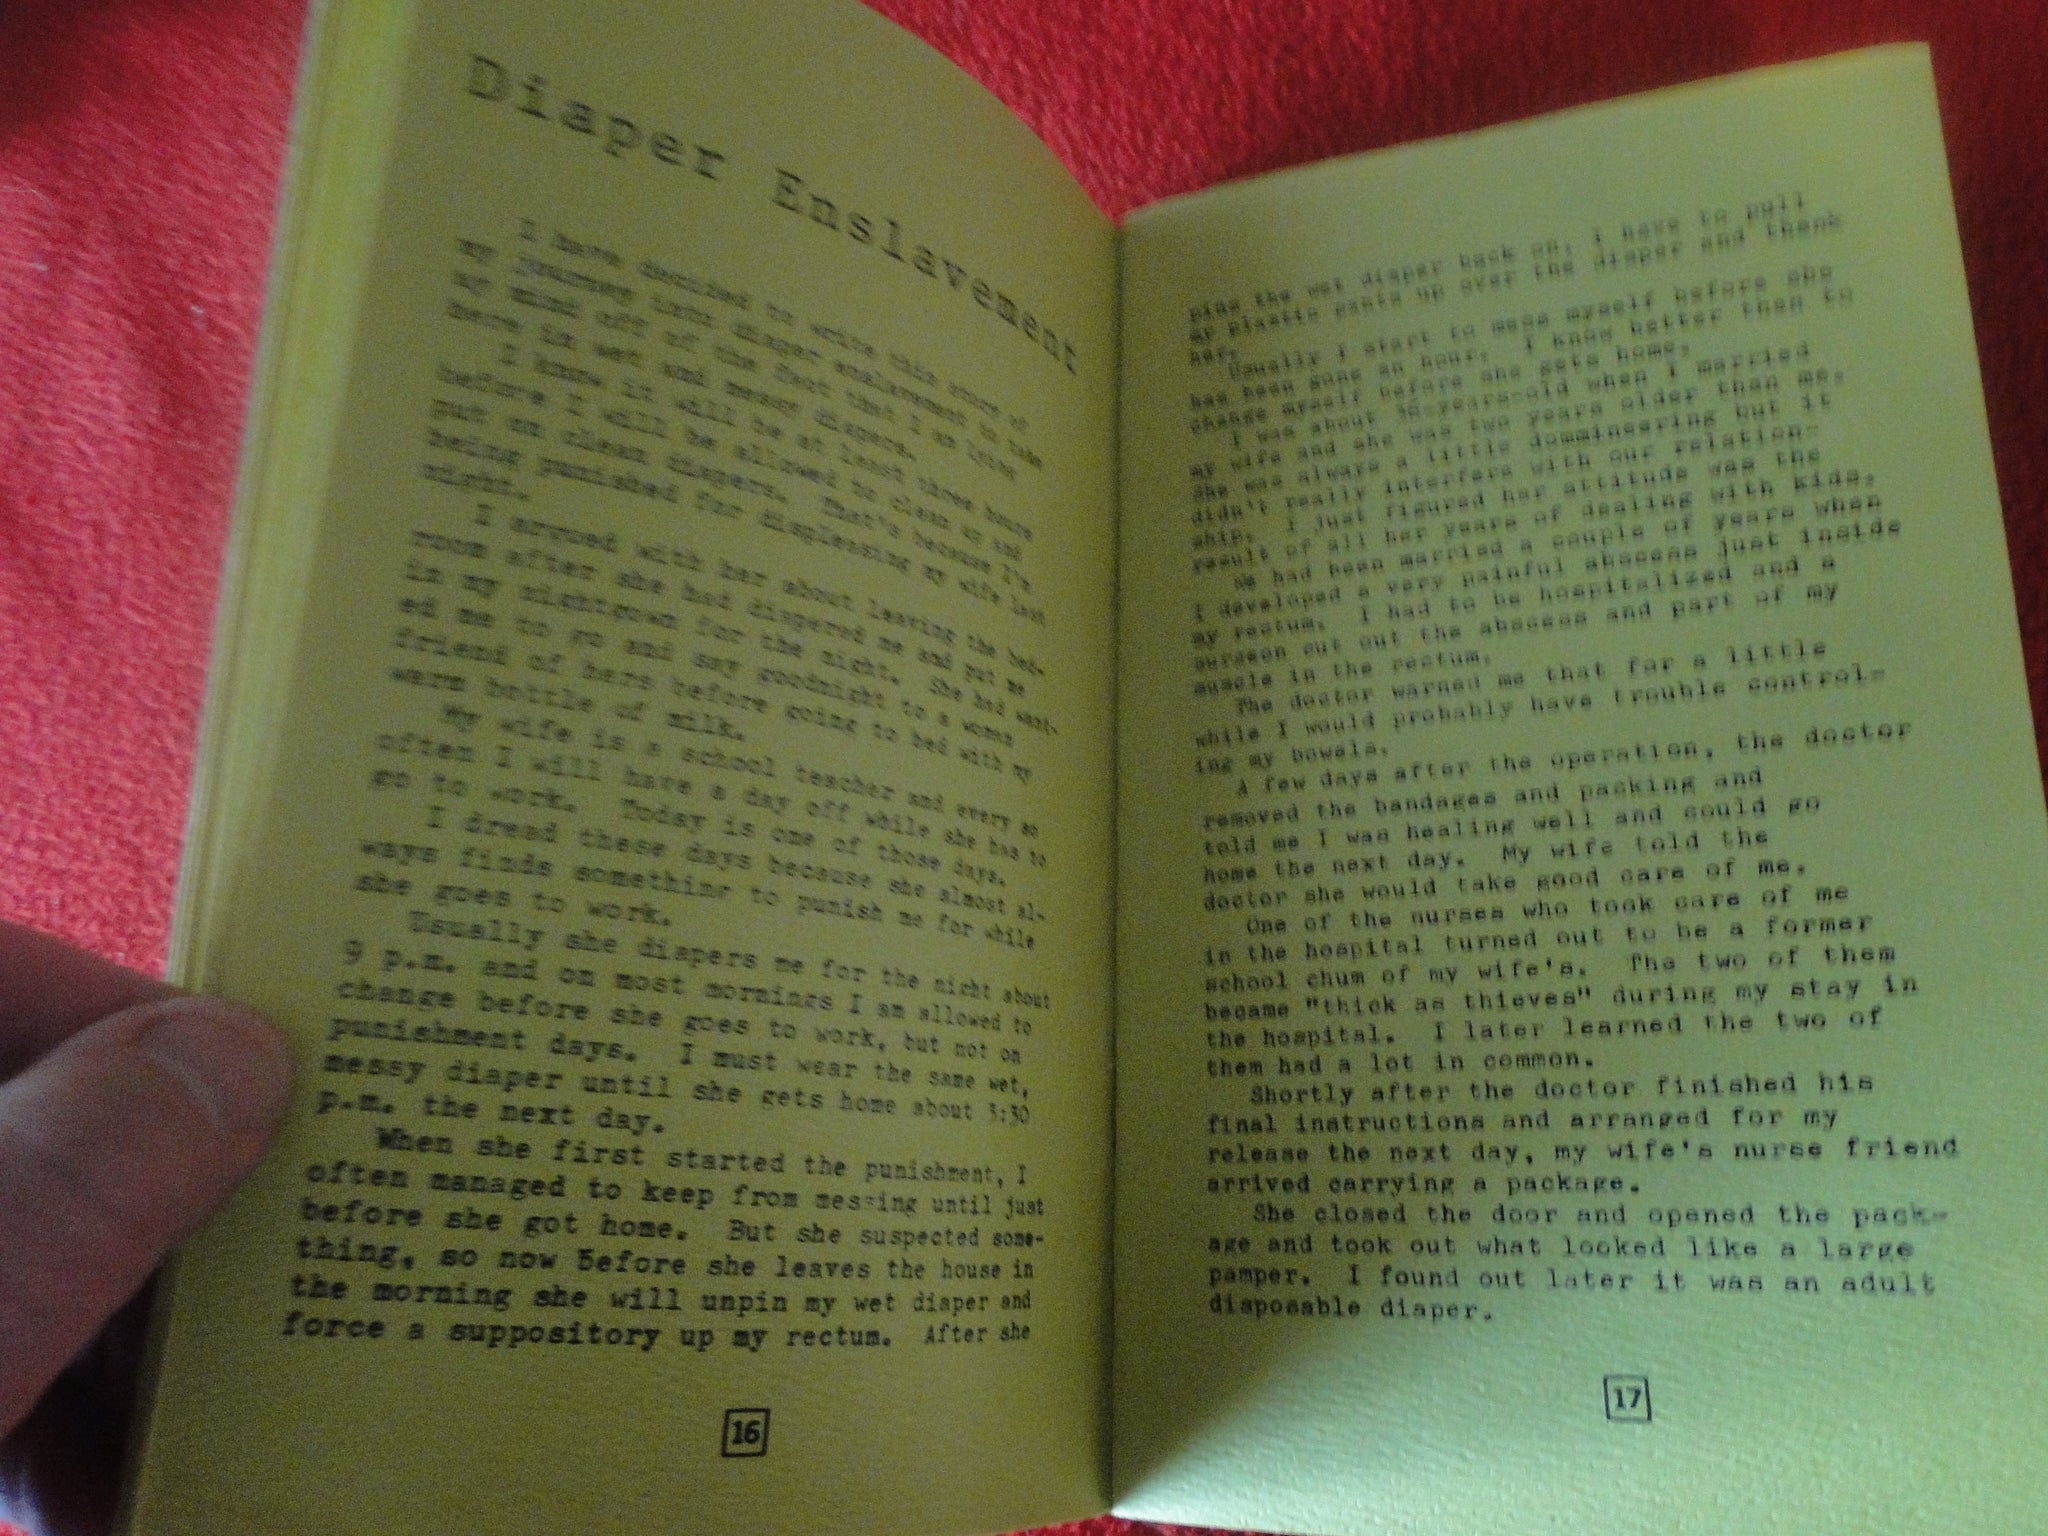 Diaper Enslavement
I have decided to write this story of
my journey into diaper enslavement to take
my mind off of the fact that I am lying
here in wet and messy diapers.
I know it will be at least three hours
before I will be allowed to clean up and
put on clean diapers. That's because I'm
being punished for displeasing my wife last
night.
I argued with her about leaving the bed-
room after she had diapered me and put me
in my nightgown for the night. She had want-
ed me to go and say goodnight to a woman
friend of hers before going to bed with my
warm bottle of milk.
My wife is a school teacher and every so
often I will have a day off while she has to
go to work. Today is one of those days.
I dread these days because she almost al-
ways finds something to punish me for while
she goes to work.
Usually she diapers me for the night about
9 p.m. and on most mornings I am allowed to
change before she goes to work, but not on
punishment days. I must wear the same wet,
messy diaper until she gets home about 3:30
p.m. the next day.
When she first started the punishment, I
often managed to keep from messing until just
before she got home. But she suspected some-
thing, so now before she leaves the house in
the morning she will unpin my wet diaper and
force a suppository up my rectum. After she
16
pins the wet diaper back on, I have to pull
my plastic pants up over the diaper and thank
her.
Usually I start to mess myself before she
has been gone an hour. I know better than to
change myself before she gets home.
I was about 30-years-old when I married
my wife and she was two years older than me.
She was always a little dommineering but it
didn't really interfere with our relation-
ship. I just figured her attitude was the
result of all her years of dealing with kids.
We had been married a couple of years when
I developed a very painful abscess just inside
my rectum. I had to be hospitalized and a
surgeon cut out the abscess and part of my
muscle in the rectum.
The doctor warned me that for a little
while I would probably have trouble control-
ing my bowels.
A few days after the operation, the doctor
removed the bandages and packing and
told me I was healing well and could go
home the next day. My wife told the
doctor she would take good care of me.
One of the nurses who took care of me
in the hospital turned out to be a former
school chum of my wife's. The two of them
became "thick as thieves" during my stay in
the hospital. I later learned the two of
them had a lot in common.
Shortly after the doctor finished his
final instructions and arranged for my
release the next day, my wife's nurse friend
arrived carrying a package.
She closed the door and opened the pack-
age and took out what looked like a large
pamper. I found out later it was an adult
disposable diaper.
17